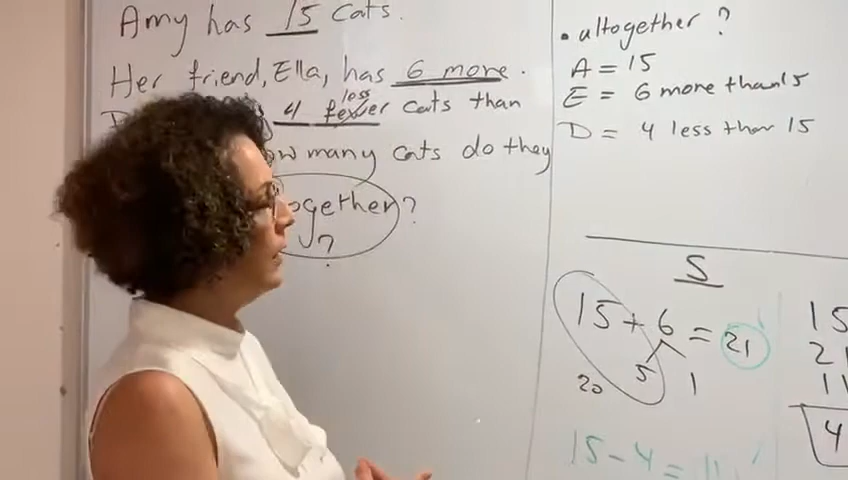 Amy has 15 cats.
Her friend, Ella, has 6 more.
less
4 fewer cats than
how many cats do they
together?
?
• altogether ?
A = 15
E = 6 more than 15
D = 4 less than 15
S
15 + 6 = 21
5 1
20
15 - 4 = 11
15
21
11
4